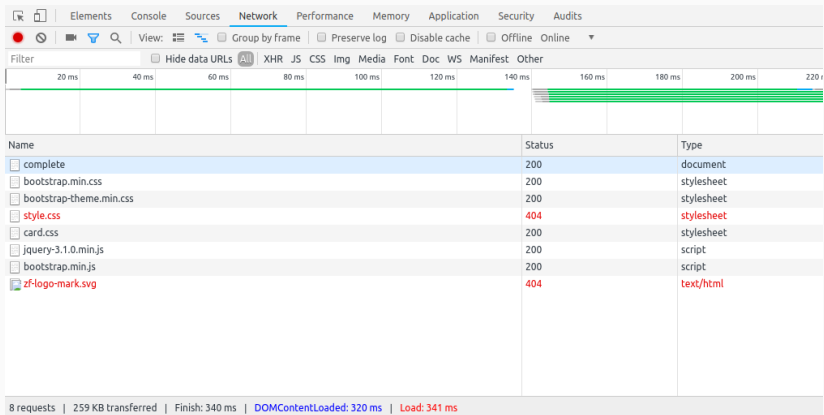 Elements Console Sources Network Performance Memory Application Security Audits
View: Group by frame Preserve log Disable cache Offline Online
Filter Hide data URLs All XHR JS CSS Img Media Font Doc WS Manifest Other
20 ms 40 ms 60 ms 80 ms 100 ms 120 ms 140 ms 160 ms 180 ms 200 ms 220
Name Status Type
complete 200 document
bootstrap.min.css 200 stylesheet
bootstrap-theme.min.css 200 stylesheet
style.css 404 stylesheet
card.css 200 stylesheet
jquery-3.1.0.min.js 200 script
bootstrap.min.js 200 script
zf-logo-mark.svg 404 text/html
8 requests | 259 KB transferred | Finish: 340 ms | DOMContentLoaded: 320 ms | Load: 341 ms